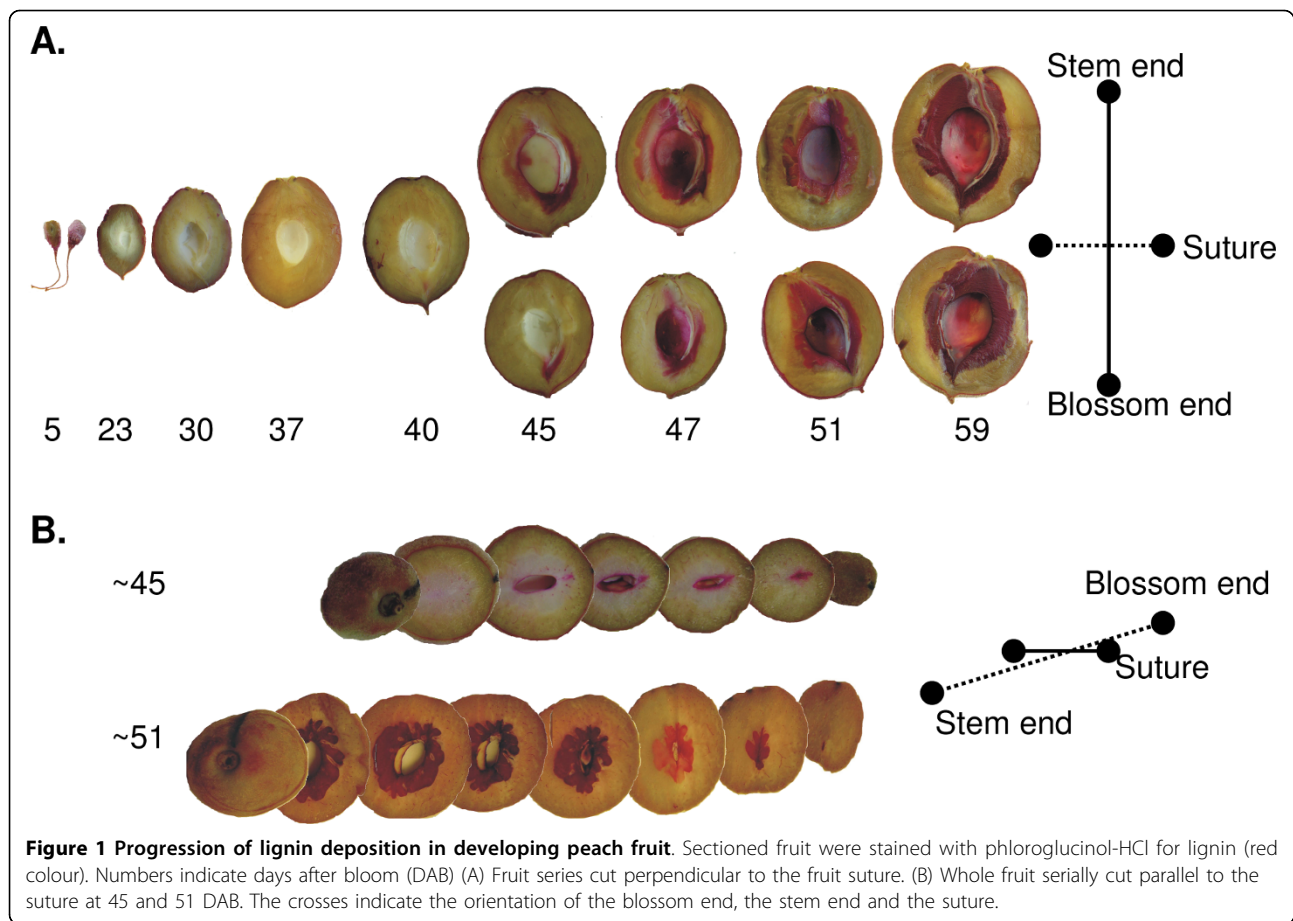 A.
Stem end
Suture
Blossom end
5 23 30 37 40 45 47 51 59
B.
~45
Blossom end
Suture
Stem end
~51
Figure 1 Progression of lignin deposition in developing peach fruit. Sectioned fruit were stained with phloroglucinol-HCl for lignin (red
colour). Numbers indicate days after bloom (DAB) (A) Fruit series cut perpendicular to the fruit suture. (B) Whole fruit serially cut parallel to the
suture at 45 and 51 DAB. The crosses indicate the orientation of the blossom end, the stem end and the suture.